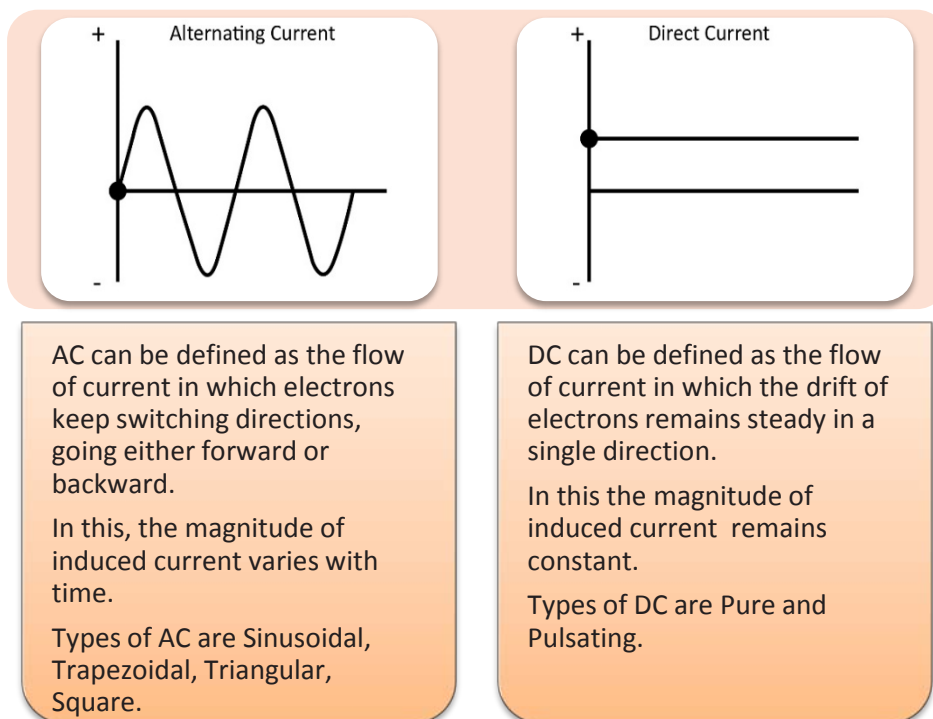 +
Alternating Current
-
+
Direct Current
-
AC can be defined as the flow
of current in which electrons
keep switching directions,
going either forward or
backward.
In this, the magnitude of
induced current varies with
time.
Types of AC are Sinusoidal,
Trapezoidal, Triangular,
Square.
DC can be defined as the flow
of current in which the drift of
electrons remains steady in a
single direction.
In this the magnitude of
induced current  remains
constant.
Types of DC are Pure and
Pulsating.